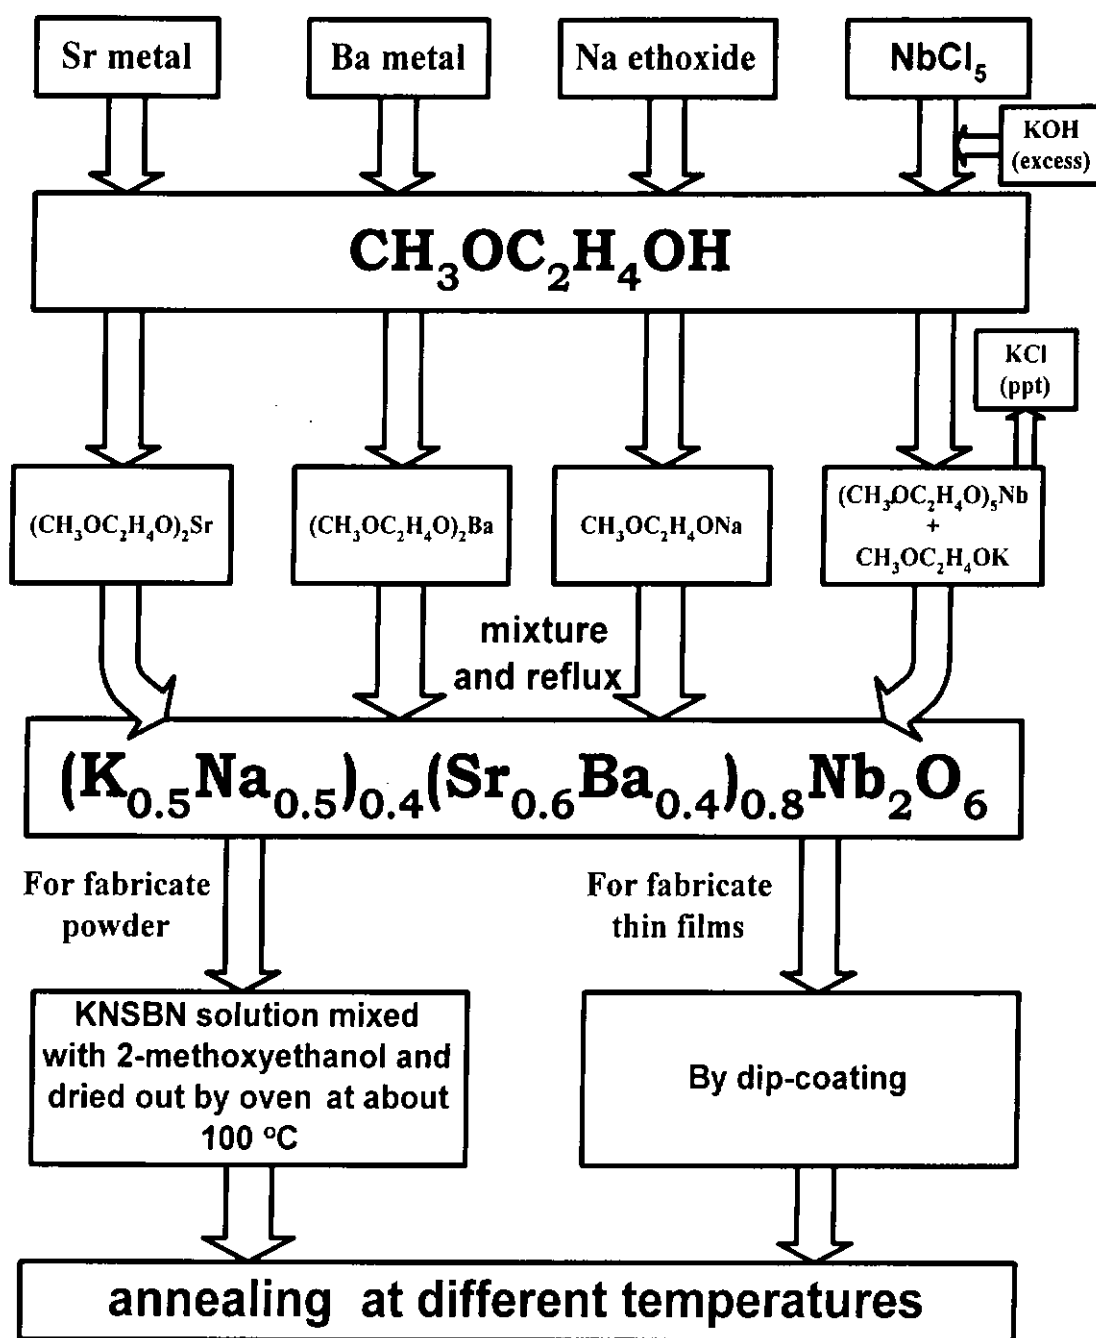 Sr metal
Ba metal
Na ethoxide
NbCl₅
KOH
(excess)
CH₃OC₂H₄OH
KCl
(ppt)
(CH₃OC₂H₄O)₂Sr
(CH₃OC₂H₄O)₂Ba
CH₃OC₂H₄ONa
(CH₃OC₂H₄O)₅Nb
+
CH₃OC₂H₄OK
mixture
and reflux
(K₀.₅Na₀.₅)₀.₄(Sr₀.₆Ba₀.₄)₀.₈Nb₂O₆
For fabricate
powder
For fabricate
thin films
KNSBN solution mixed
with 2-methoxyethanol and
dried out by oven at about
100 °C
By dip-coating
annealing at different temperatures